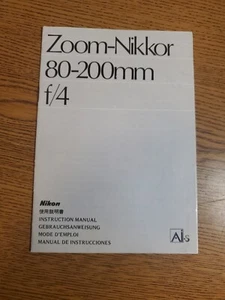 Zoom-Nikkor
80-200mm
f/4
Nikon
使用説明書
INSTRUCTION MANUAL
GEBRAUCHSANWEISUNG
MODE D'EMPLOI
MANUAL DE INSTRUCCIONES
AI-S